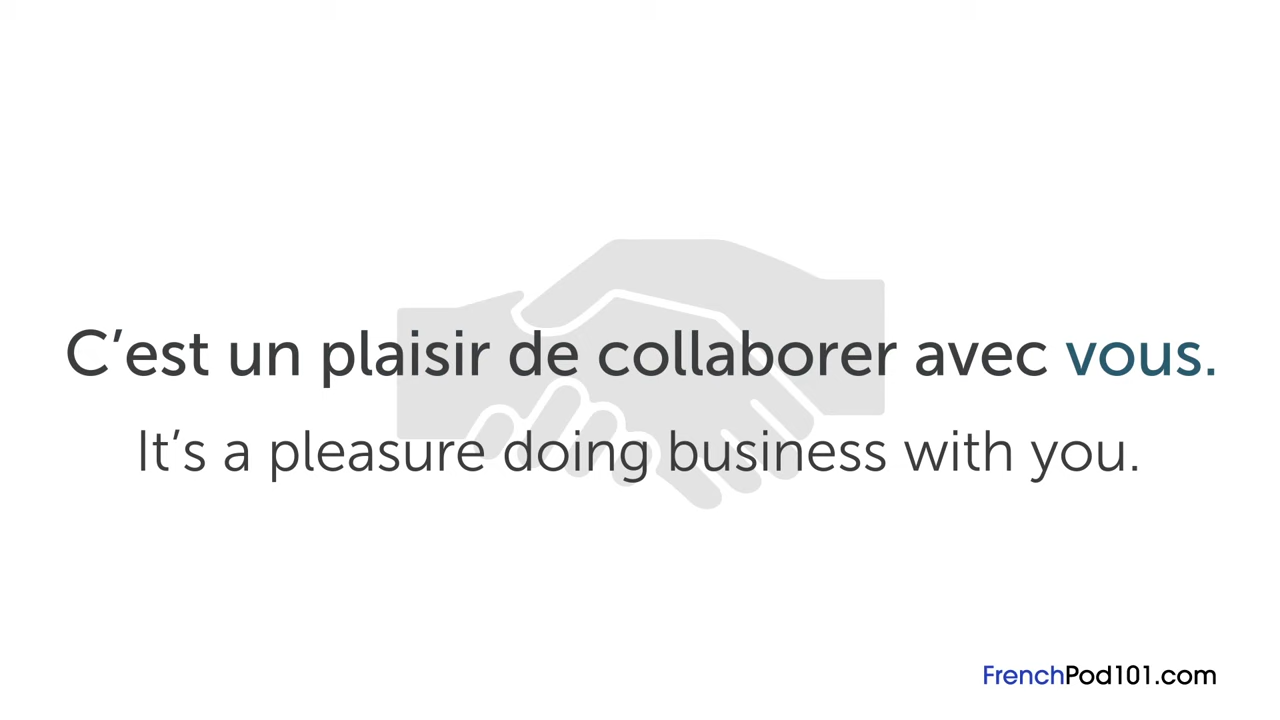 C’est un plaisir de collaborer avec vous.
It’s a pleasure doing business with you.
FrenchPod101.com